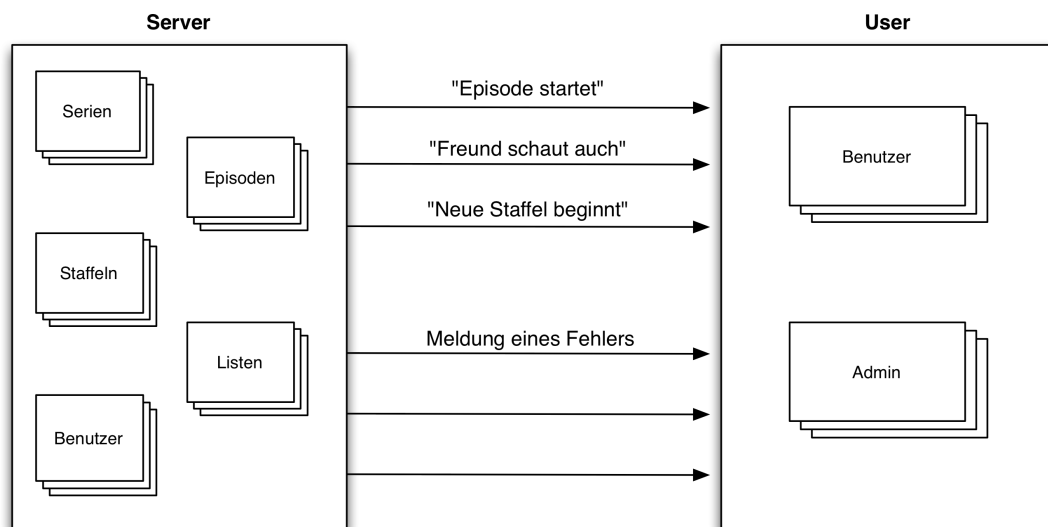 Server
User
Serien
Episoden
Staffeln
Listen
Benutzer
"Episode startet"
"Freund schaut auch"
"Neue Staffel beginnt"
Meldung eines Fehlers
Benutzer
Admin